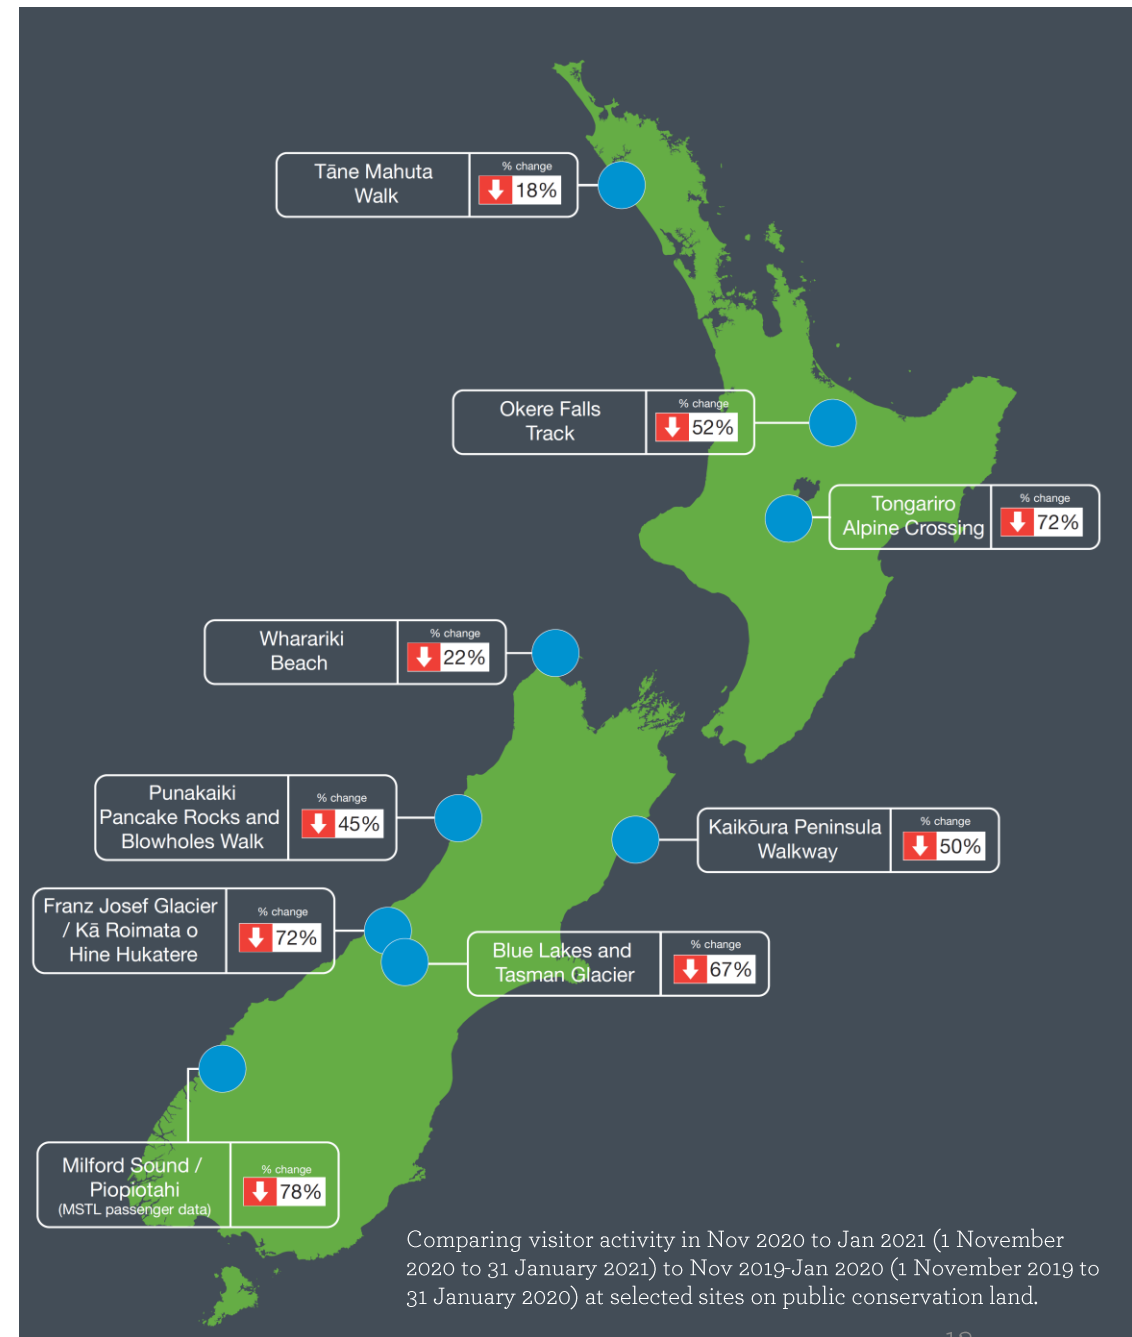 Tāne Mahuta
Walk
% change
18%
Okere Falls
Track
% change
52%
Tongariro
Alpine Crossing
% change
72%
Wharariki
Beach
% change
22%
Punakaiki
Pancake Rocks and
Blowholes Walk
% change
45%
Kaikōura Peninsula
Walkway
% change
50%
Franz Josef Glacier
/ Kā Roimata o
Hine Hukatere
% change
72%
Blue Lakes and
Tasman Glacier
% change
67%
Milford Sound /
Piopiotahi
(MSTL passenger data)
% change
78%
Comparing visitor activity in Nov 2020 to Jan 2021 (1 November
2020 to 31 January 2021) to Nov 2019-Jan 2020 (1 November 2019 to
31 January 2020) at selected sites on public conservation land.